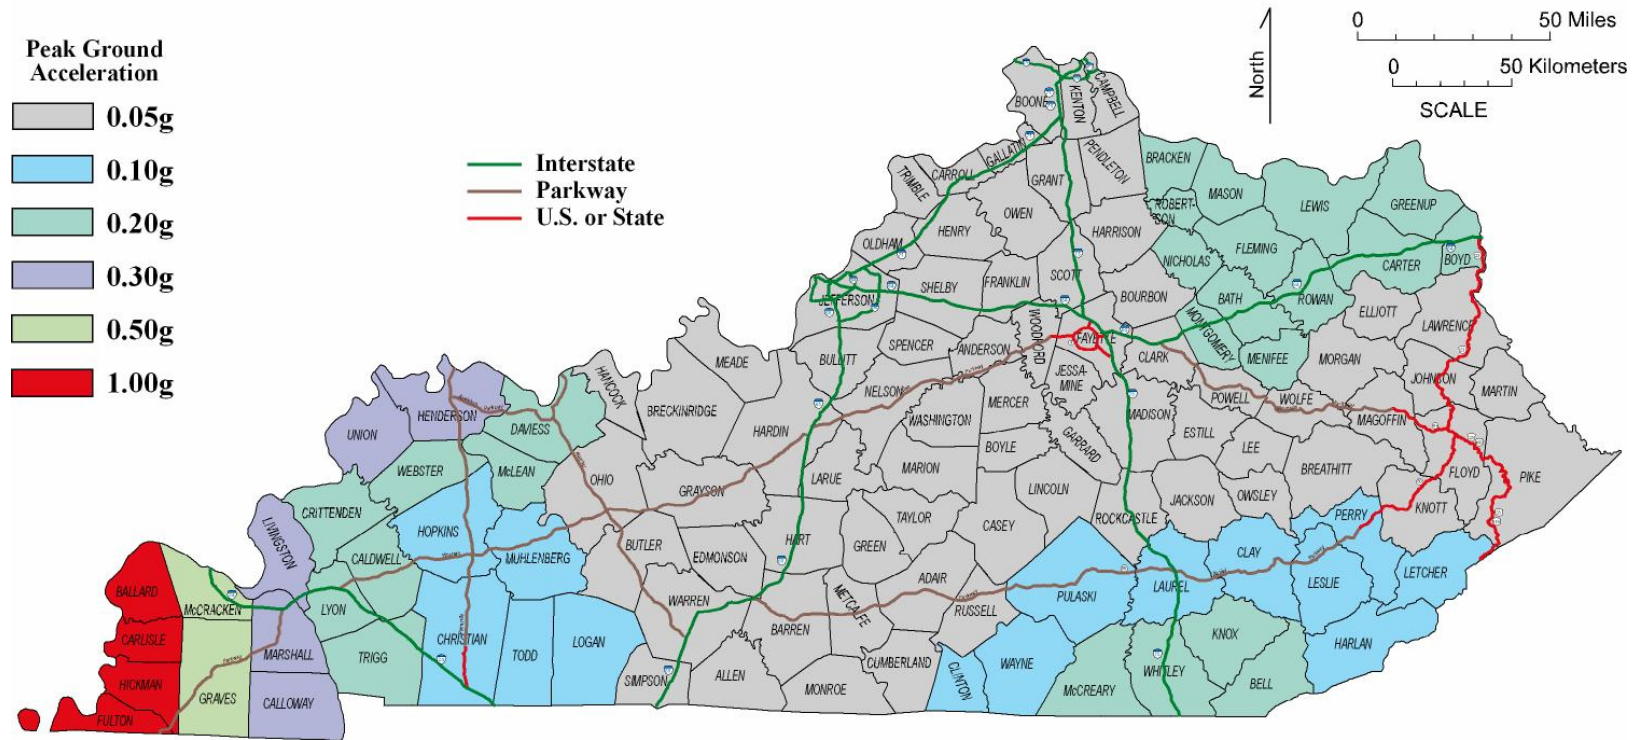 Peak Ground
Acceleration
0.05g
0.10g
0.20g
0.30g
0.50g
1.00g
Interstate
Parkway
U.S. or State
North
0 50 Miles
0 50 Kilometers
SCALE
BOONE
KENTON
CAMPBELL
GALLATIN
PENDLETON
BRACKEN
TRIMBLE
CARROLL
GRANT
MASON
ROBERT-
SON
LEWIS
GREENUP
OWEN
OLDHAM
HENRY
HARRISON
FLEMING
NICHOLAS
CARTER
BOYD
JEFFERSON
SHELBY
FRANKLIN
SCOTT
BOURBON
BATH
ROWAN
ELLIOTT
LAWRENCE
WOODFORD
FAYETTE
MONTGOMERY
MENIFEE
MORGAN
BULLITT
SPENCER
ANDERSON
CLARK
MEADE
HANCOCK
JESSA-
MINE
JOHNSON
MARTIN
NELSON
POWELL
WOLFE
MAGOFFIN
BRECKINRIDGE
WASHINGTON
MERCER
MADISON
HENDERSON
UNION
DAVIESS
HARDIN
BOYLE
GARRARD
ESTILL
LEE
WEBSTER
McLEAN
OHIO
GRAYSON
LARUE
MARION
LINCOLN
JACKSON
OWSLEY
BREATHITT
FLOYD
PIKE
KNOTT
PERRY
CRITTENDEN
LIVINGSTON
HOPKINS
MUHLENBERG
BUTLER
EDMONSON
HART
TAYLOR
GREEN
CASEY
ROCKCASTLE
CLAY
CALDWELL
LAUREL
LESLIE
LETCHER
BALLARD
McCRACKEN
LYON
WARREN
METCALFE
ADAIR
RUSSELL
PULASKI
BARREN
CARLISLE
MARSHALL
TRIGG
CHRISTIAN
TODD
LOGAN
CUMBERLAND
WAYNE
KNOX
HARLAN
HICKMAN
GRAVES
CALLOWAY
SIMPSON
ALLEN
MONROE
CLINTON
McCREARY
WHITLEY
BELL
FULTON